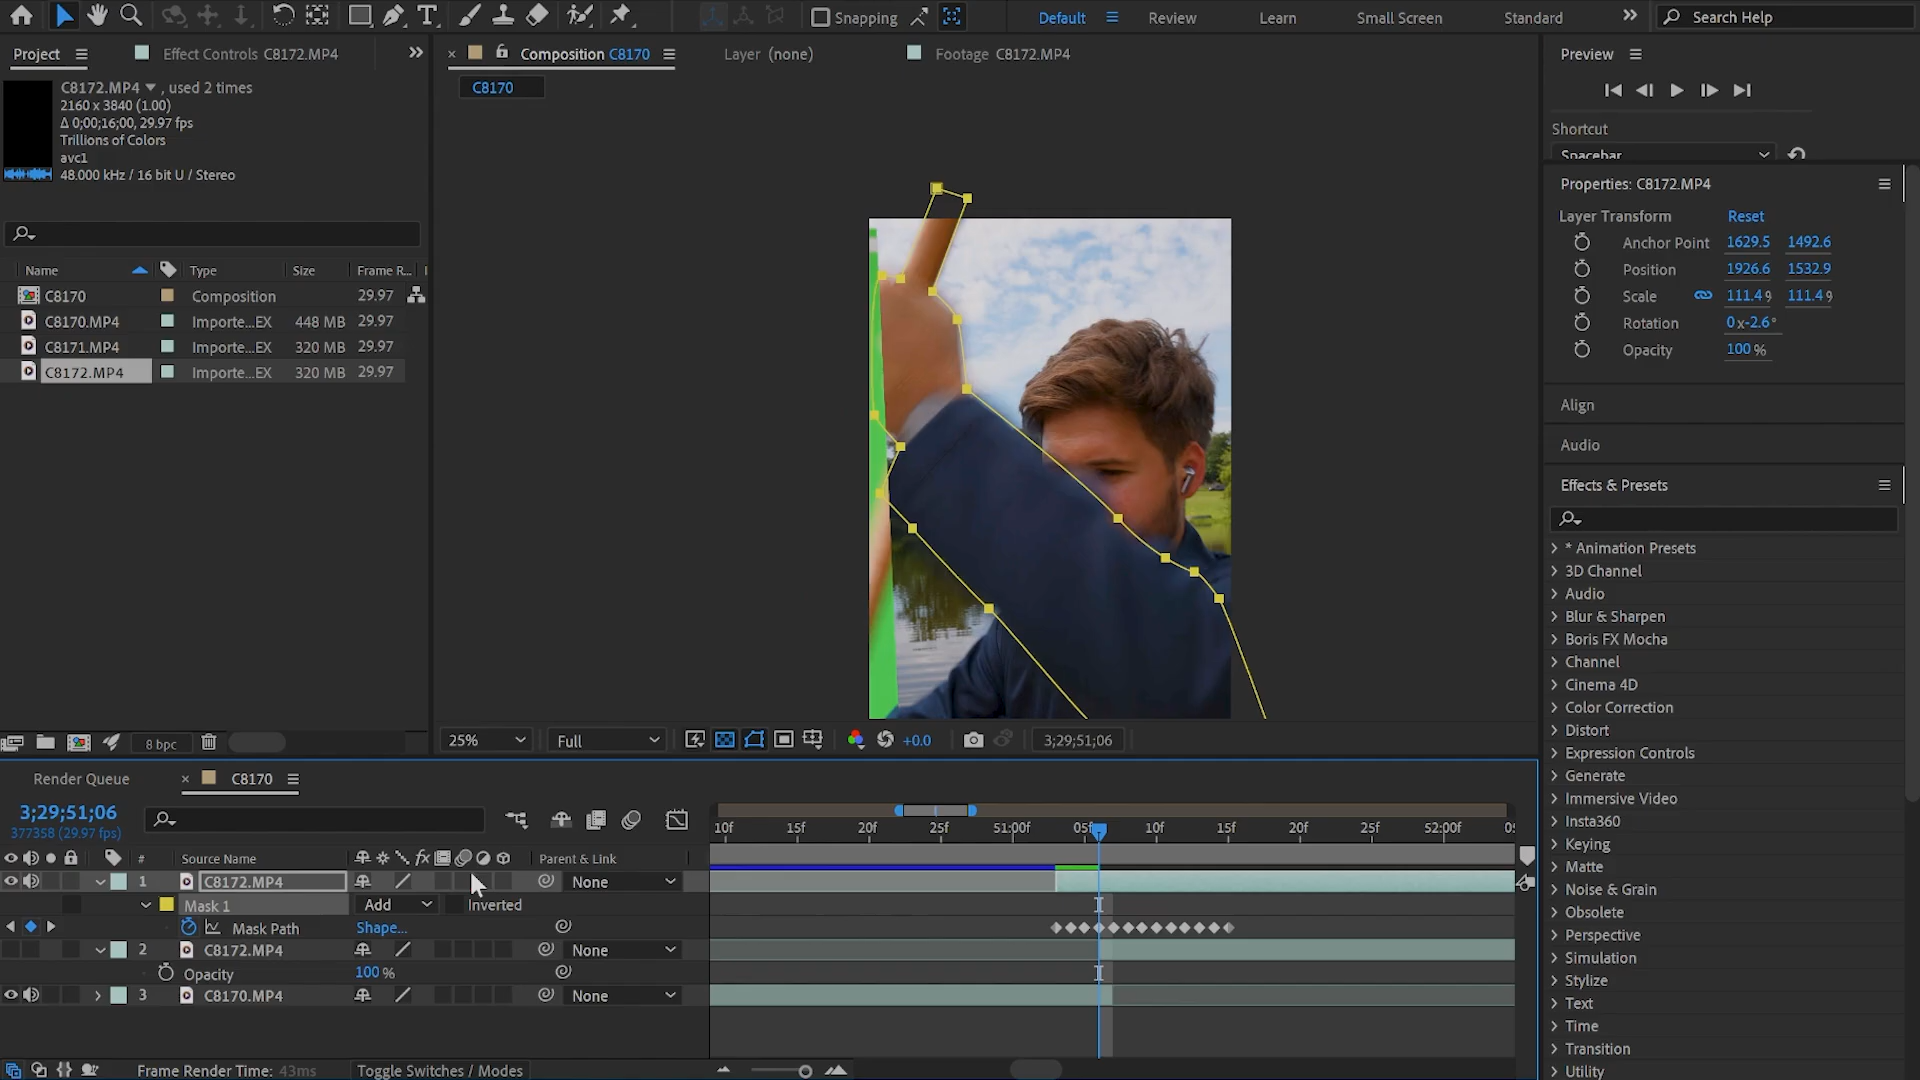 Snapping
Default
Review
Learn
Small Screen
Standard
Search Help
Project
Effect Controls C8172.MP4
Composition C8170
Layer (none)
Footage C8172.MP4
Preview
C8170
C8172.MP4 , used 2 times
2160 x 3840 (1.00)
Δ 0;00;16;00, 29.97 fps
Trillions of Colors
avc1
48.000 kHz / 16 bit U / Stereo
Shortcut
Spacebar
Properties: C8172.MP4
Layer Transform Reset
Anchor Point 1629.5 1492.6
Position 1926.6 1532.9
Scale 111.49 111.49
Rotation 0x-2.6°
Opacity 100 %
Align
Audio
Effects & Presets
* Animation Presets
3D Channel
Audio
Blur & Sharpen
Boris FX Mocha
Channel
Cinema 4D
Color Correction
Distort
Expression Controls
Generate
Immersive Video
Insta360
Keying
Matte
Noise & Grain
Obsolete
Perspective
Simulation
Stylize
Text
Time
Transition
Utility
Name Type Size Frame R...
C8170 Composition 29.97
C8170.MP4 Importe...EX 448 MB 29.97
C8171.MP4 Importe...EX 320 MB 29.97
C8172.MP4 Importe...EX 320 MB 29.97
8 bpc
25%
Full
+0.0
3;29;51;06
Render Queue
C8170
3;29;51;06
377358 (29.97 fps)
10f 15f 20f 25f 51:00f 05f 10f 15f 20f 25f 52:00f
# Source Name fx Parent & Link
1 C8172.MP4 None
Mask 1 Add Inverted
Mask Path Shape...
2 C8172.MP4 None
Opacity 100 %
3 C8170.MP4 None
Frame Render Time: 43ms
Toggle Switches / Modes